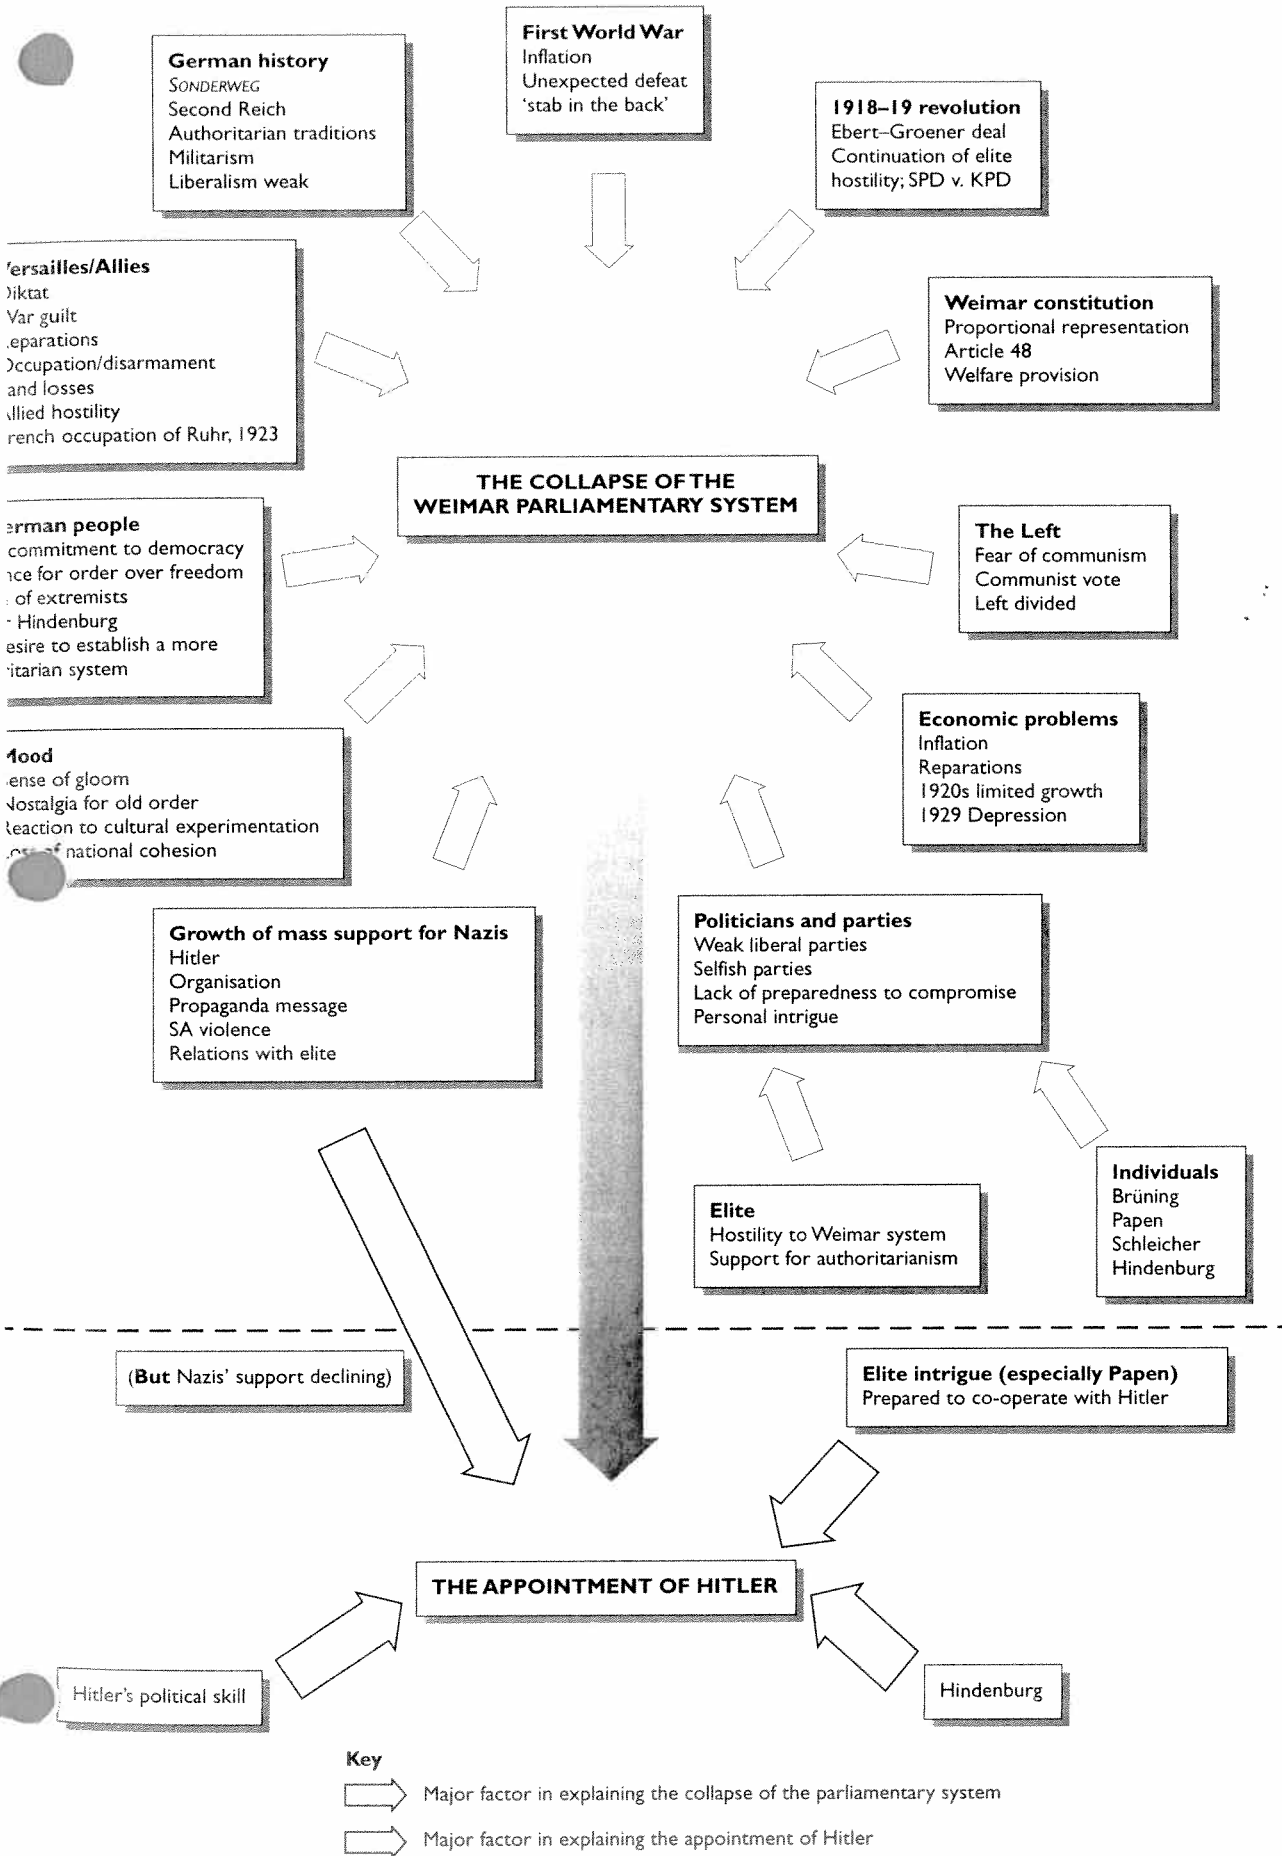 First World War
Inflation
Unexpected defeat
'stab in the back'
German history
SONDERWEG
Second Reich
Authoritarian traditions
Militarism
Liberalism weak
1918–19 revolution
Ebert–Groener deal
Continuation of elite
hostility; SPD v. KPD
ersailles/Allies
iktat
Var guilt
eparations
Occupation/disarmament
and losses
llied hostility
rench occupation of Ruhr, 1923
Weimar constitution
Proportional representation
Article 48
Welfare provision
THE COLLAPSE OF THE
WEIMAR PARLIAMENTARY SYSTEM
erman people
commitment to democracy
nce for order over freedom
of extremists
Hindenburg
esire to establish a more
ritarian system
The Left
Fear of communism
Communist vote
Left divided
Mood
ense of gloom
Nostalgia for old order
Reaction to cultural experimentation
of national cohesion
Economic problems
Inflation
Reparations
1920s limited growth
1929 Depression
Growth of mass support for Nazis
Hitler
Organisation
Propaganda message
SA violence
Relations with elite
Politicians and parties
Weak liberal parties
Selfish parties
Lack of preparedness to compromise
Personal intrigue
Elite
Hostility to Weimar system
Support for authoritarianism
Individuals
Brüning
Papen
Schleicher
Hindenburg
(But Nazis' support declining)
Elite intrigue (especially Papen)
Prepared to co-operate with Hitler
THE APPOINTMENT OF HITLER
Hitler's political skill
Hindenburg
Key
Major factor in explaining the collapse of the parliamentary system
Major factor in explaining the appointment of Hitler